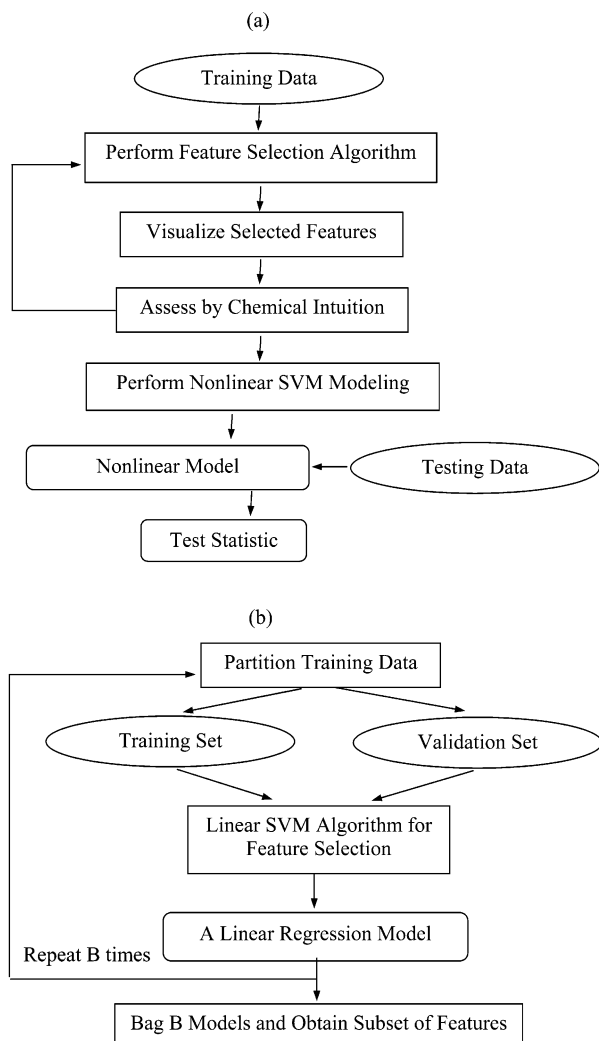 (a)
Training Data
Perform Feature Selection Algorithm
Visualize Selected Features
Assess by Chemical Intuition
Perform Nonlinear SVM Modeling
Nonlinear Model
Testing Data
Test Statistic
(b)
Partition Training Data
Training Set
Validation Set
Linear SVM Algorithm for
Feature Selection
A Linear Regression Model
Repeat B times
Bag B Models and Obtain Subset of Features